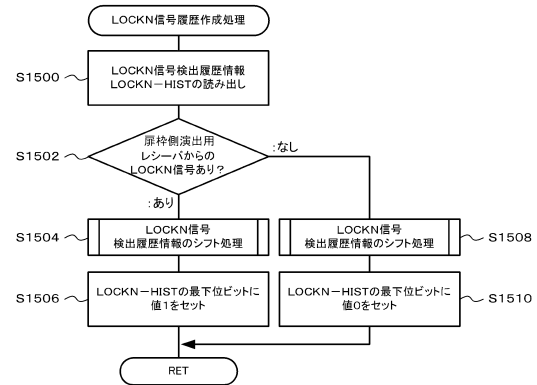 LOCKN信号履歴作成処理
S1500
LOCKN信号検出履歴情報
LOCKN－HISTの読み出し
S1502
扉枠側演出用
レシーバからの
LOCKN信号あり？
：なし
：あり
S1504
LOCKN信号
検出履歴情報のシフト処理
LOCKN信号
検出履歴情報のシフト処理
S1508
S1506
LOCKN－HISTの最下位ビットに
値1をセット
LOCKN－HISTの最下位ビットに
値0をセット
S1510
RET